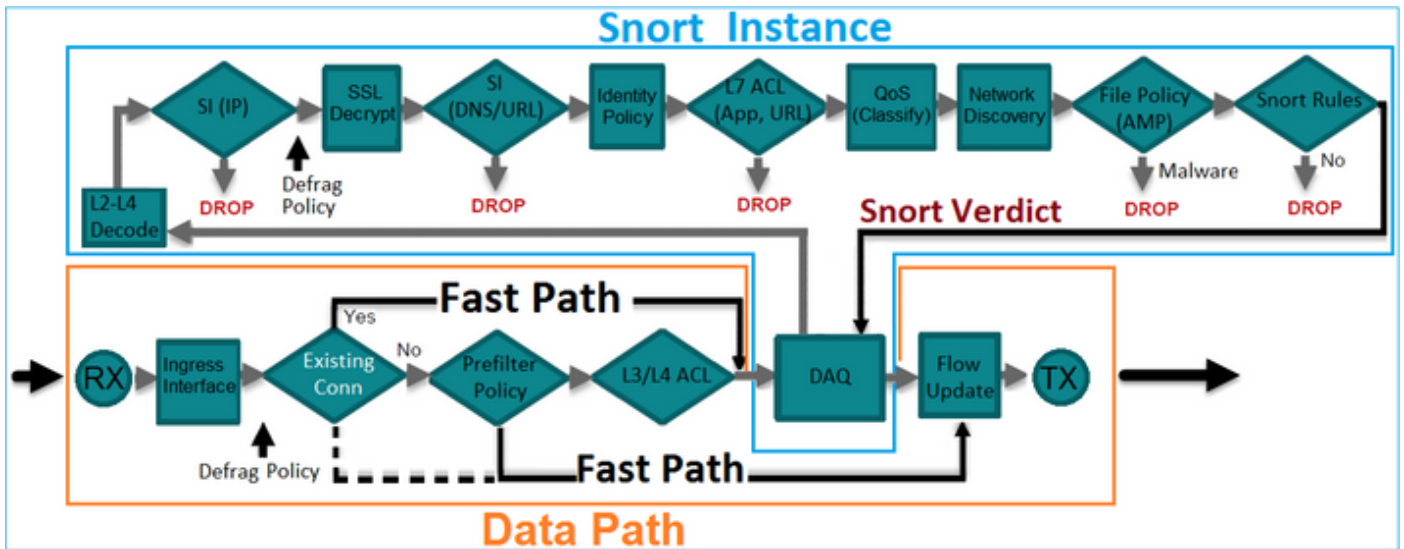 Snort Instance
SI (IP)
SSL
Decrypt
SI
(DNS/URL)
Identity
Policy
L7 ACL
(App, URL)
QoS
(Classify)
Network
Discovery
File Policy
(AMP)
Snort Rules
Defrag
Policy
Malware
No
L2-L4
Decode
DROP
DROP
DROP
DROP
DROP
Snort Verdict
Fast Path
Yes
No
RX
Ingress
Interface
Existing
Conn
Prefilter
Policy
L3/L4 ACL
DAQ
Flow
Update
TX
Defrag Policy
Fast Path
Data Path